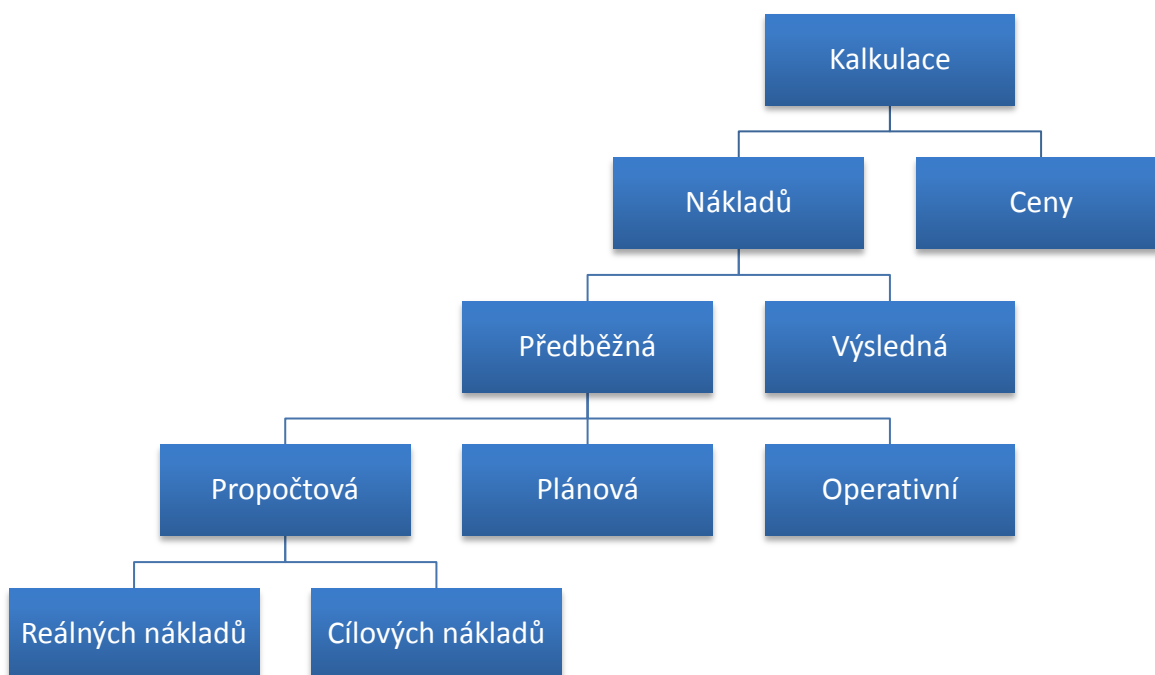 Kalkulace
Nákladů
Ceny
Předběžná
Výsledná
Propočtová
Plánová
Operativní
Reálných nákladů
Cílových nákladů